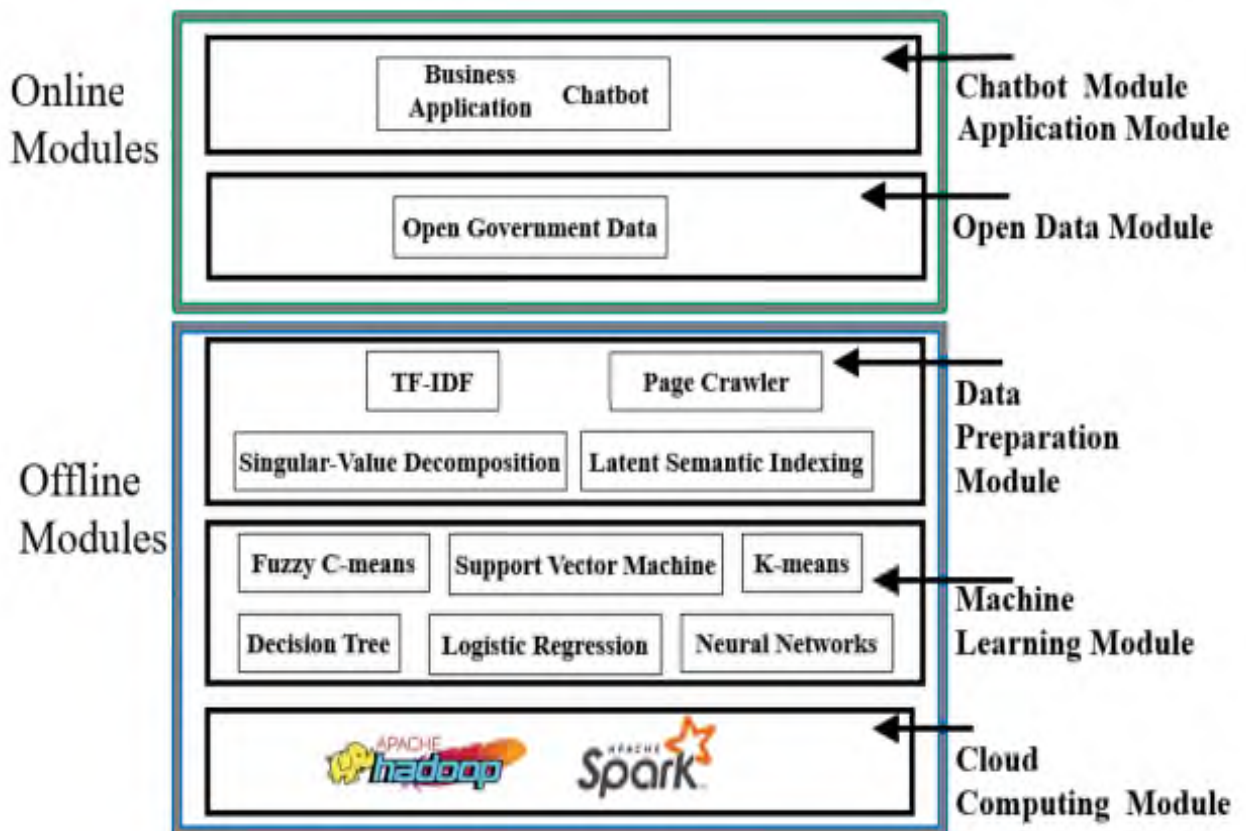 Online
Modules
Business
Application
Chatbot
Chatbot Module
Application Module
Open Government Data
Open Data Module
Offline
Modules
TF-IDF
Page Crawler
Singular-Value Decomposition
Latent Semantic Indexing
Data
Preparation
Module
Fuzzy C-means
Support Vector Machine
K-means
Decision Tree
Logistic Regression
Neural Networks
Machine
Learning Module
APACHE
hadoop
APACHE
Spark
Cloud
Computing Module